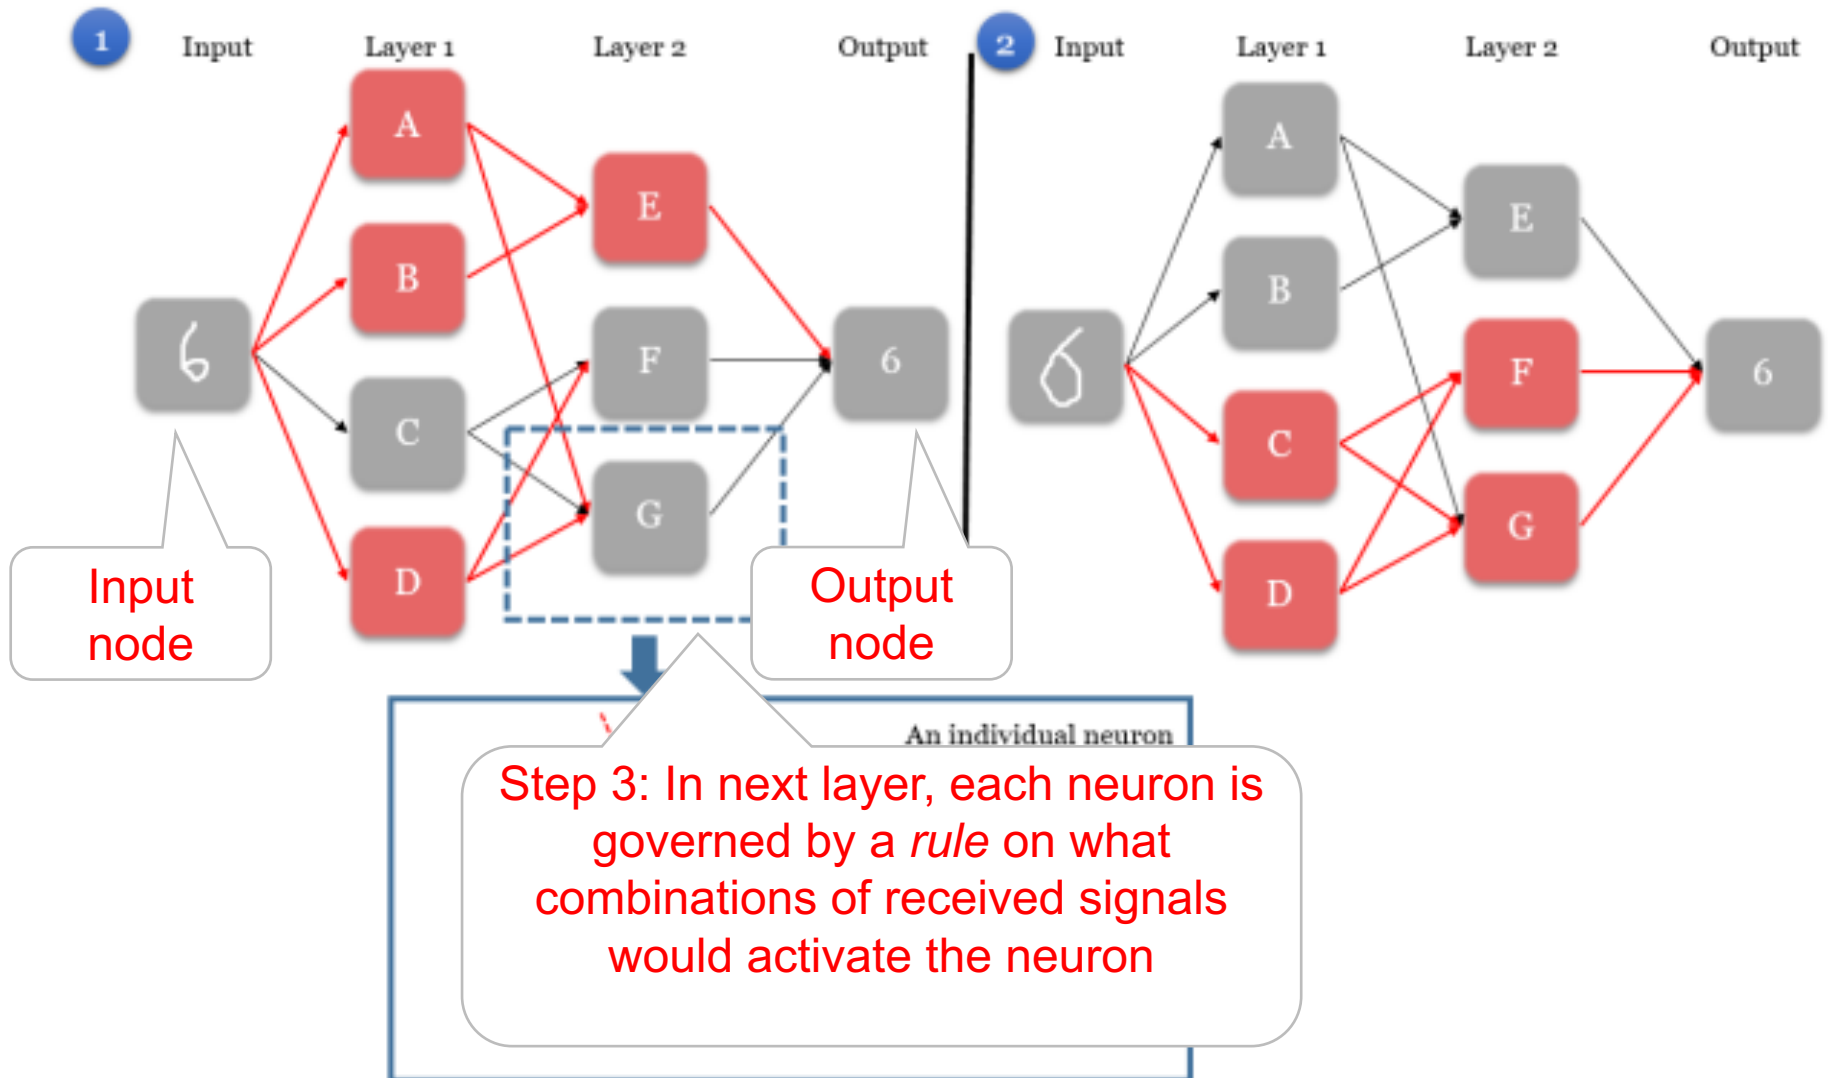 1 Input Layer 1 Layer 2 Output
A
B
C
D
E
F
G
6
6
Input
node
Output
node
2 Input Layer 1 Layer 2 Output
A
B
C
D
E
F
G
6
6
An individual neuron
Step 3: In next layer, each neuron is
governed by a rule on what
combinations of received signals
would activate the neuron